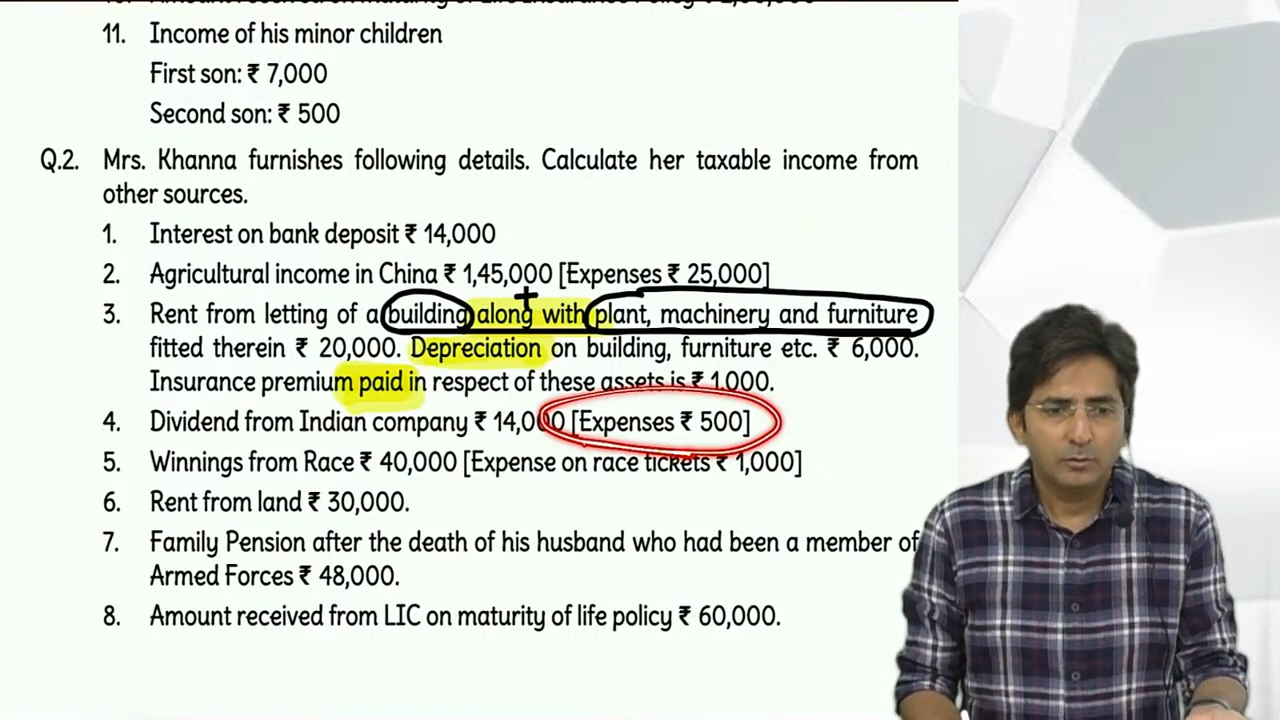 11. Income of his minor children
First son: ₹ 7,000
Second son: ₹ 500
Q.2. Mrs. Khanna furnishes following details. Calculate her taxable income from
other sources.
1. Interest on bank deposit ₹ 14,000
2. Agricultural income in China ₹ 1,45,000 [Expenses ₹ 25,000]
3. Rent from letting of a building along with plant, machinery and furniture
fitted therein ₹ 20,000. Depreciation on building, furniture etc. ₹ 6,000.
Insurance premium paid in respect of these assets is ₹ 1,000.
4. Dividend from Indian company ₹ 14,000 [Expenses ₹ 500]
5. Winnings from Race ₹ 40,000 [Expense on race tickets ₹ 1,000]
6. Rent from land ₹ 30,000.
7. Family Pension after the death of his husband who had been a member of
Armed Forces ₹ 48,000.
8. Amount received from LIC on maturity of life policy ₹ 60,000.